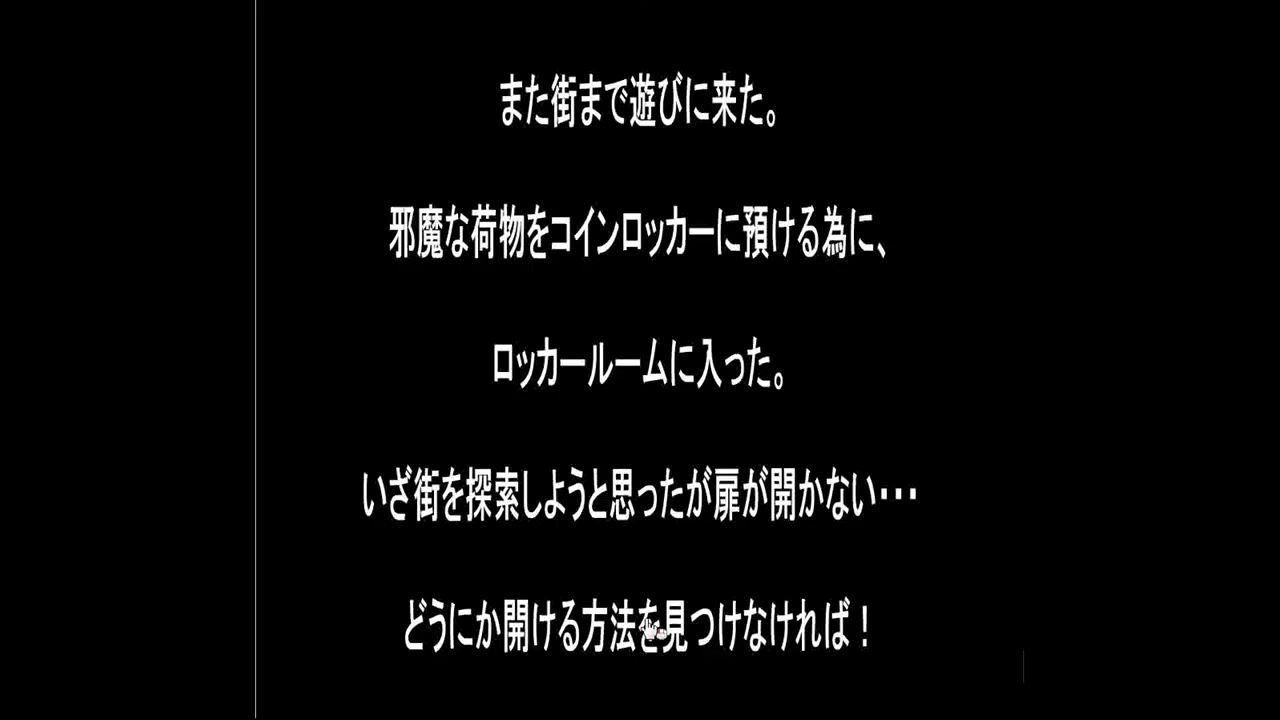 また街まで遊びに来た。
邪魔な荷物をコインロッカーに預ける為に、
ロッカールームに入った。
いざ街を探索しようと思ったが扉が開かない・・・
どうにか開ける方法を見つけなければ！